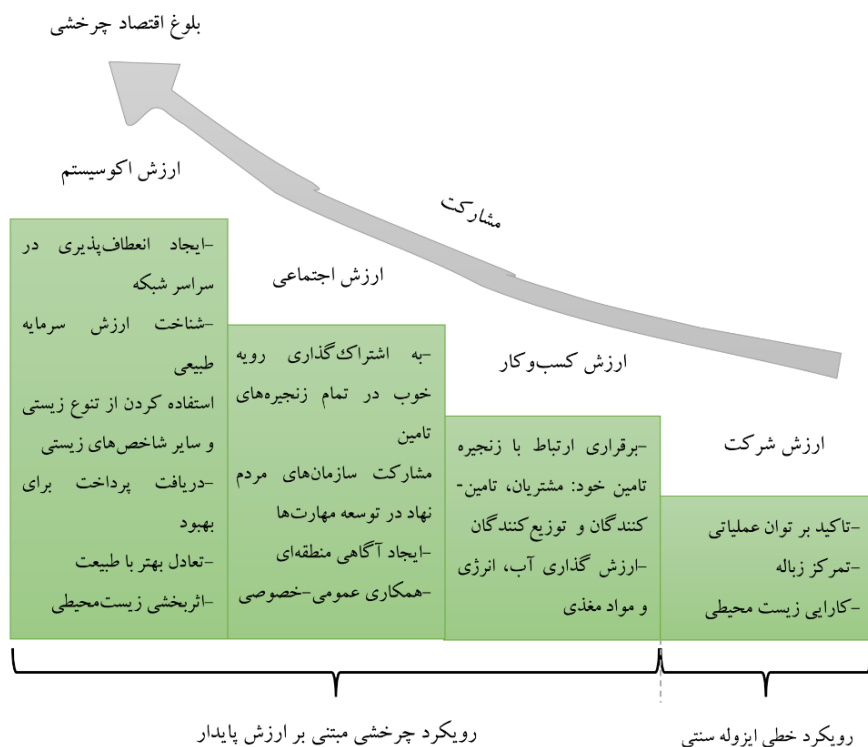 بلوغ اقتصاد چرخشی
مشارکت
ارزش اکوسیستم
-ایجاد انعطاف‌پذیری در
سراسر شبکه
-شناخت ارزش سرمایه
طبیعی
استفاده کردن از تنوع زیستی
و سایر شاخص‌های زیستی
-دریافت پرداخت برای
بهبود
-تعادل بهتر با طبیعت
-اثربخشی زیست‌محیطی
ارزش اجتماعی
-به اشتراک‌گذاری رویه
خوب در تمام زنجیره‌های
تامین
مشارکت سازمان‌های مردم
نهاد در توسعه مهارت‌ها
-ایجاد آگاهی منطقه‌ای
-همکاری عمومی-خصوصی
ارزش کسب‌وکار
-برقراری ارتباط با زنجیره
تامین خود: مشتریان، تامین-
کنندگان و توزیع‌کنندگان
-ارزش گذاری آب، انرژی
و مواد مغذی
ارزش شرکت
-تاکید بر توان عملیاتی
-تمرکز زباله
-کارایی زیست محیطی
رویکرد چرخشی مبتنی بر ارزش پایدار
رویکرد خطی ایزوله سنتی